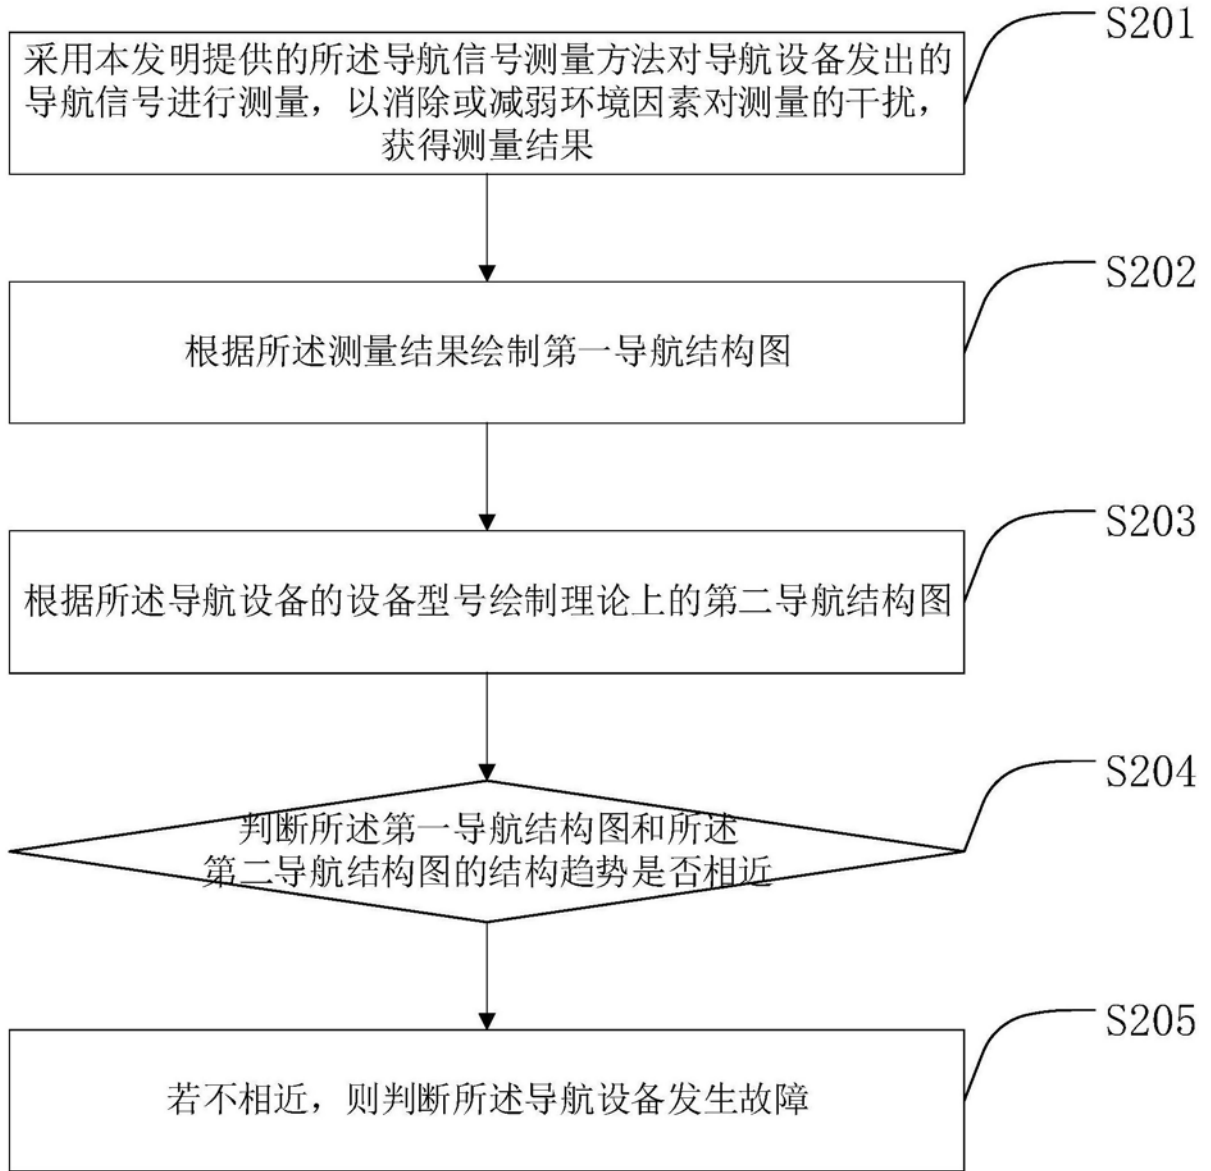 S201
采用本发明提供的所述导航信号测量方法对导航设备发出的
导航信号进行测量，以消除或减弱环境因素对测量的干扰，
获得测量结果
S202
根据所述测量结果绘制第一导航结构图
S203
根据所述导航设备的设备型号绘制理论上的第二导航结构图
S204
判断所述第一导航结构图和所述
第二导航结构图的结构趋势是否相近
S205
若不相近，则判断所述导航设备发生故障